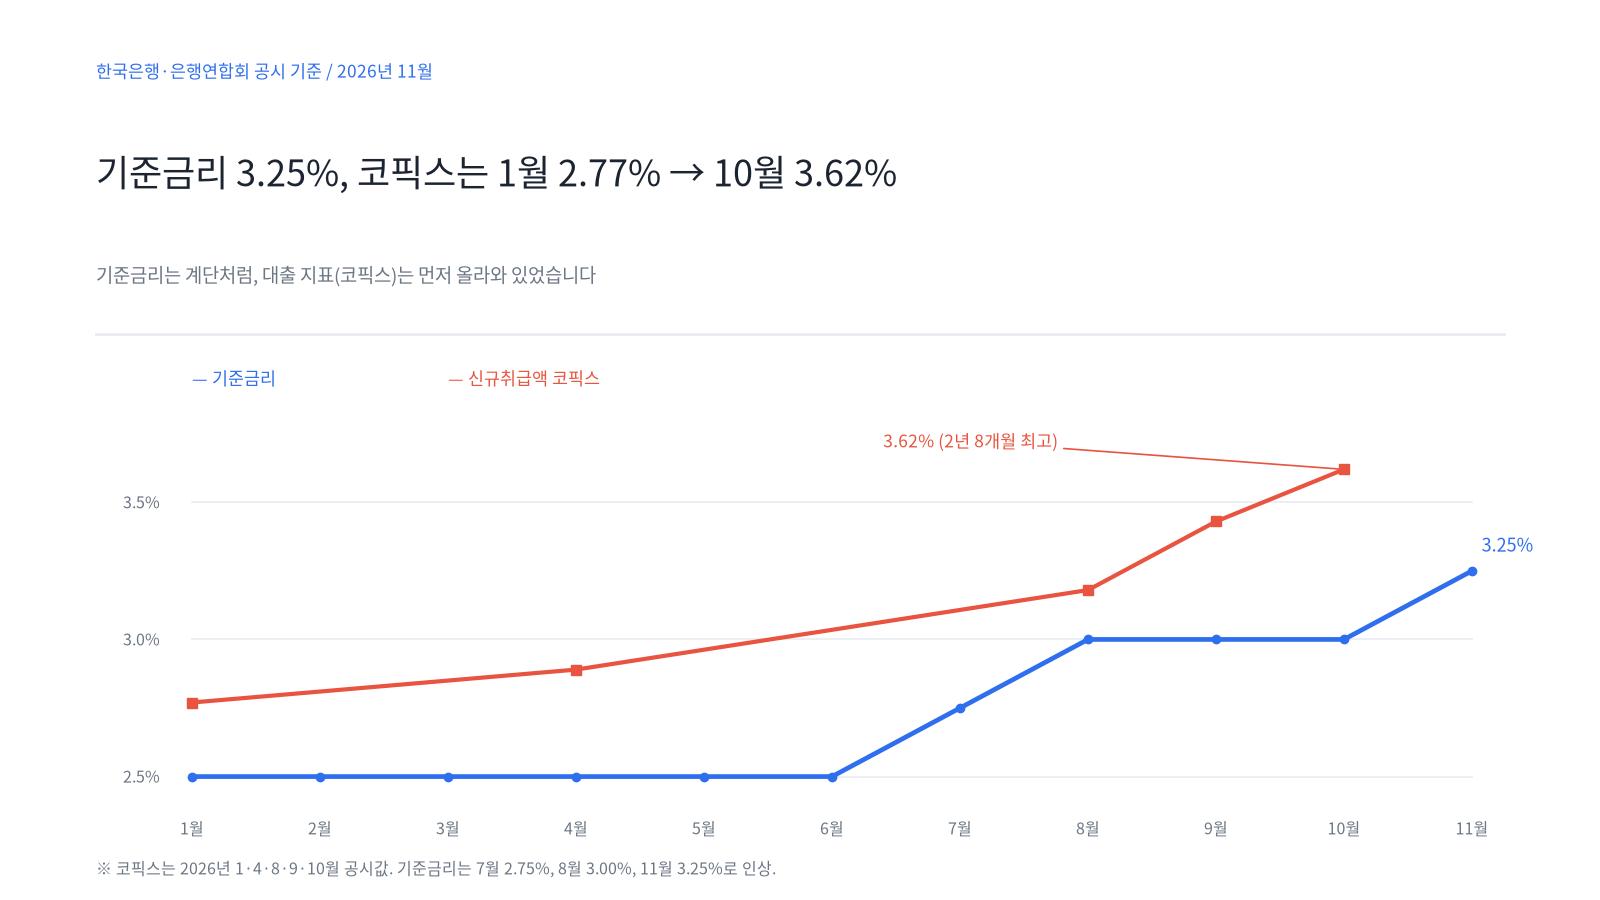 한국은행·은행연합회 공시 기준 / 2026년 11월
기준금리 3.25%, 코픽스는 1월 2.77% → 10월 3.62%
기준금리는 계단처럼, 대출 지표(코픽스)는 먼저 올라와 있었습니다
— 기준금리
— 신규취급액 코픽스
3.62% (2년 8개월 최고)
3.5%
3.25%
3.0%
2.5%
1월 2월 3월 4월 5월 6월 7월 8월 9월 10월 11월
※ 코픽스는 2026년 1·4·8·9·10월 공시값. 기준금리는 7월 2.75%, 8월 3.00%, 11월 3.25%로 인상.